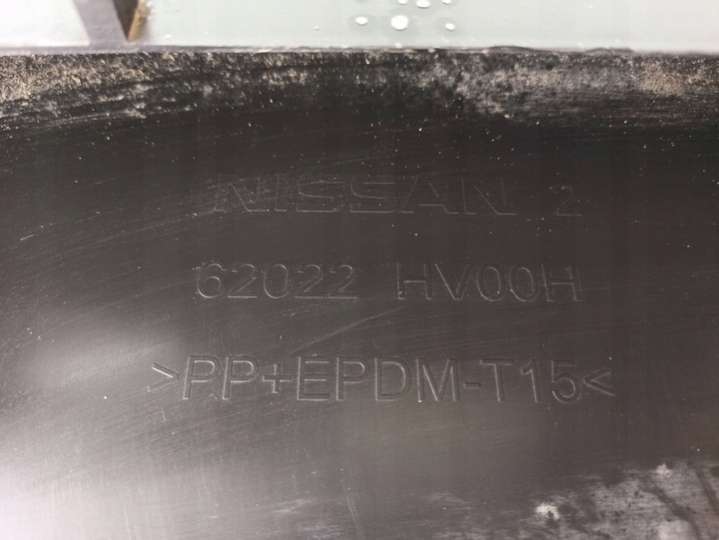 NISSAN 2
62022 HV00H
>PP+EPDM-T15<